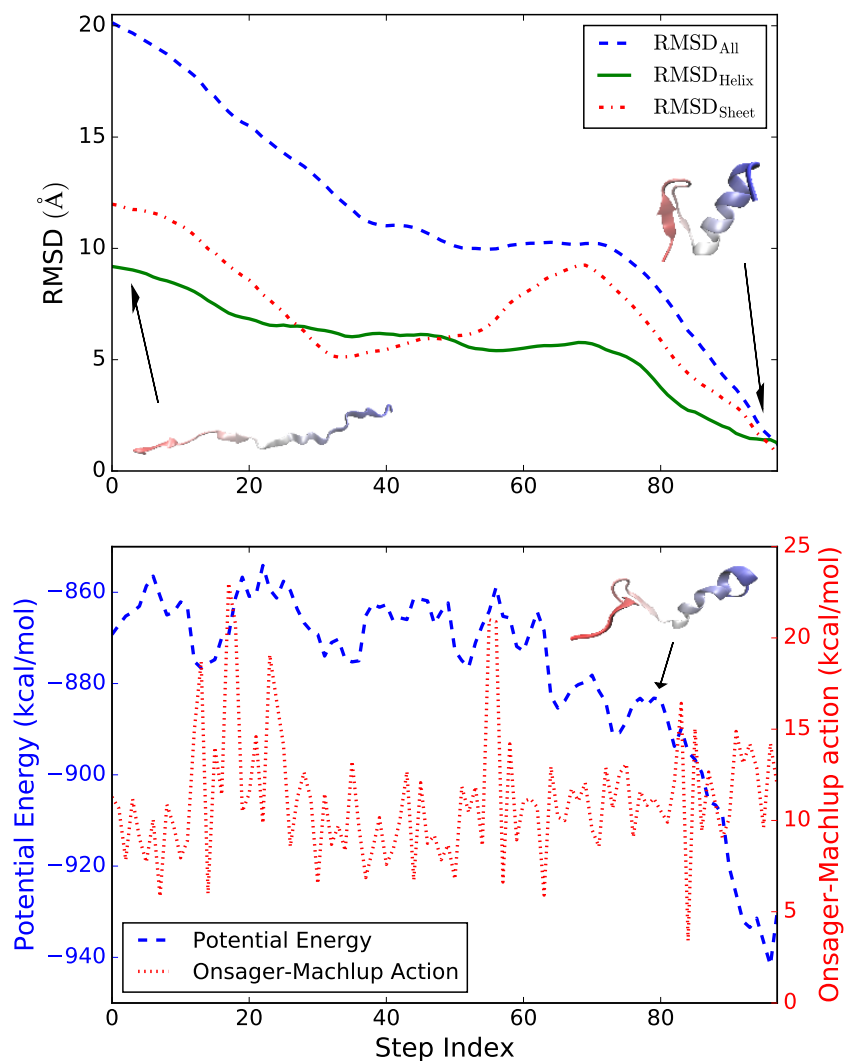 20
15
10
5
0
RMSD (Å)
RMSD_All
RMSD_Helix
RMSD_Sheet
0 20 40 60 80
−860
−880
−900
−920
−940
Potential Energy (kcal/mol)
25
20
15
10
5
0
Onsager-Machlup action (kcal/mol)
Potential Energy
Onsager-Machlup Action
0 20 40 60 80
Step Index